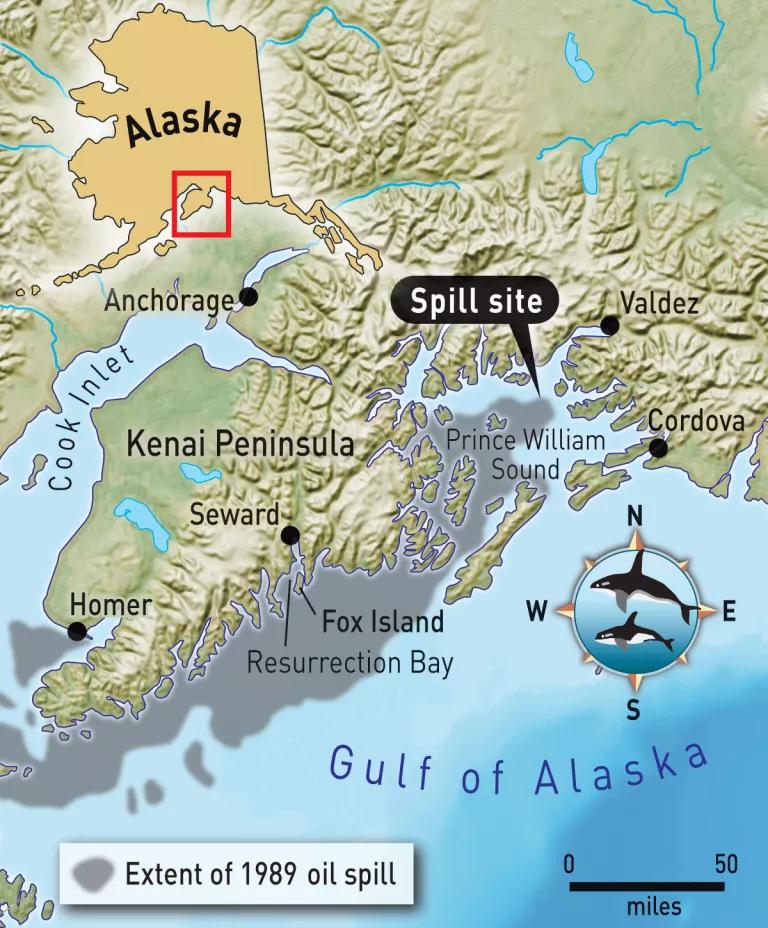 Alaska
Anchorage
Spill site
Valdez
Cook Inlet
Kenai Peninsula
Prince William
Sound
Cordova
Seward
N
W
E
S
Homer
Fox Island
Resurrection Bay
Gulf of Alaska
Extent of 1989 oil spill
0 50
miles